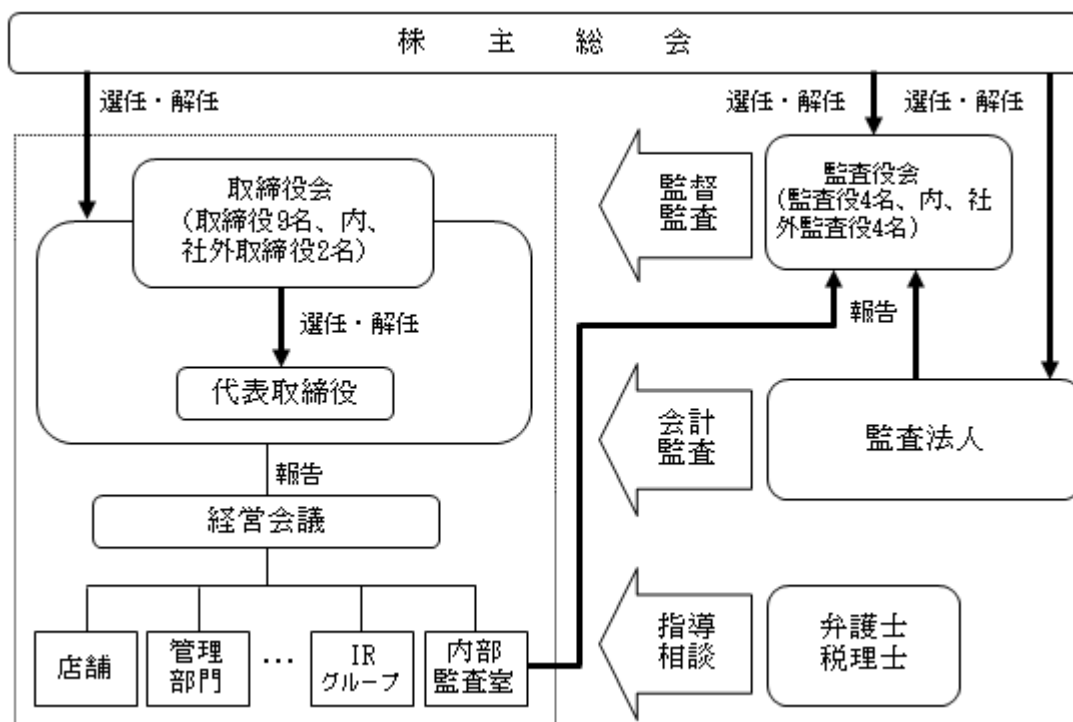 株主総会
選任・解任
選任・解任
選任・解任
取締役会
(取締役9名、内、
社外取締役2名)
監督
監査
監査役会
(監査役4名、内、社
外監査役4名)
選任・解任
報告
代表取締役
会計
監査
監査法人
報告
経営会議
指導
相談
弁護士
税理士
店舗
管理
部門
…
IR
グループ
内部
監査室